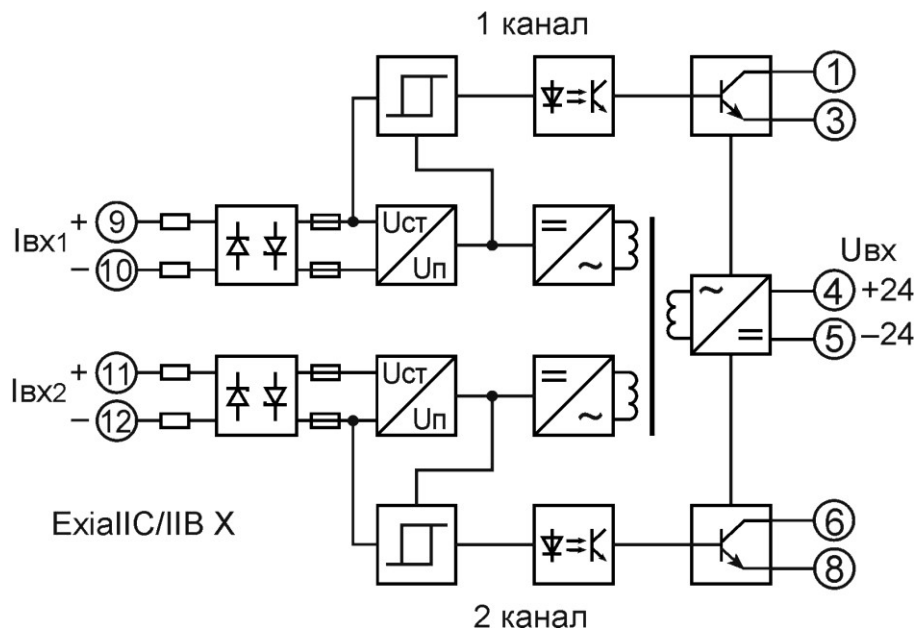 1 канал
1
3
Iвх1
+ 9
– 10
Uст
Uп
=
~
Uвх
~
=
4 +24
5 –24
Iвх2
+ 11
– 12
Uст
Uп
=
~
ExiaIIC/IIB X
6
8
2 канал